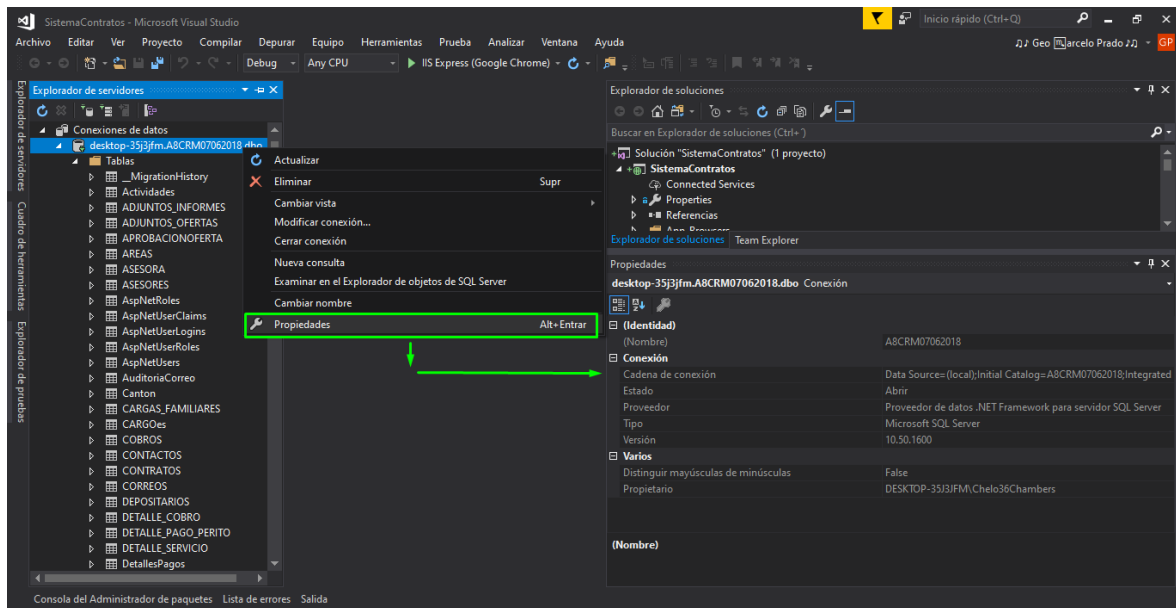 SistemaContratos - Microsoft Visual Studio
Inicio rápido (Ctrl+Q)
Archivo Editar Ver Proyecto Compilar Depurar Equipo Herramientas Prueba Analizar Ventana Ayuda
Geo marcelo Prado
GP
Debug Any CPU IIS Express (Google Chrome)
Explorador de servidores
Cuadro de herramientas
Explorador de pruebas
Explorador de servidores
Conexiones de datos
desktop-35j3jfm.A8CRM07062018.dbo
Tablas
__MigrationHistory
Actividades
ADJUNTOS_INFORMES
ADJUNTOS_OFERTAS
APROBACIONOFERTA
AREAS
ASESORA
ASESORES
AspNetRoles
AspNetUserClaims
AspNetUserLogins
AspNetUserRoles
AspNetUsers
AuditoriaCorreo
Canton
CARGAS_FAMILIARES
CARGOes
COBROS
CONTACTOS
CONTRATOS
CORREOS
DEPOSITARIOS
DETALLE_COBRO
DETALLE_PAGO_PERITO
DETALLE_SERVICIO
DetallesPagos
Actualizar
Eliminar Supr
Cambiar vista
Modificar conexión...
Cerrar conexión
Nueva consulta
Examinar en el Explorador de objetos de SQL Server
Cambiar nombre
Propiedades Alt+Entrar
Explorador de soluciones
Buscar en Explorador de soluciones (Ctrl+¨)
Solución "SistemaContratos" (1 proyecto)
SistemaContratos
Connected Services
Properties
Referencias
App_Browsers
Explorador de soluciones Team Explorer
Propiedades
desktop-35j3jfm.A8CRM07062018.dbo Conexión
(Identidad)
(Nombre) A8CRM07062018
Conexión
Cadena de conexión Data Source=(local);Initial Catalog=A8CRM07062018;Integrated
Estado Abrir
Proveedor Proveedor de datos .NET Framework para servidor SQL Server
Tipo Microsoft SQL Server
Versión 10.50.1600
Varios
Distinguir mayúsculas de minúsculas False
Propietario DESKTOP-35J3JFM\Chelo36Chambers
(Nombre)
Consola del Administrador de paquetes Lista de errores Salida